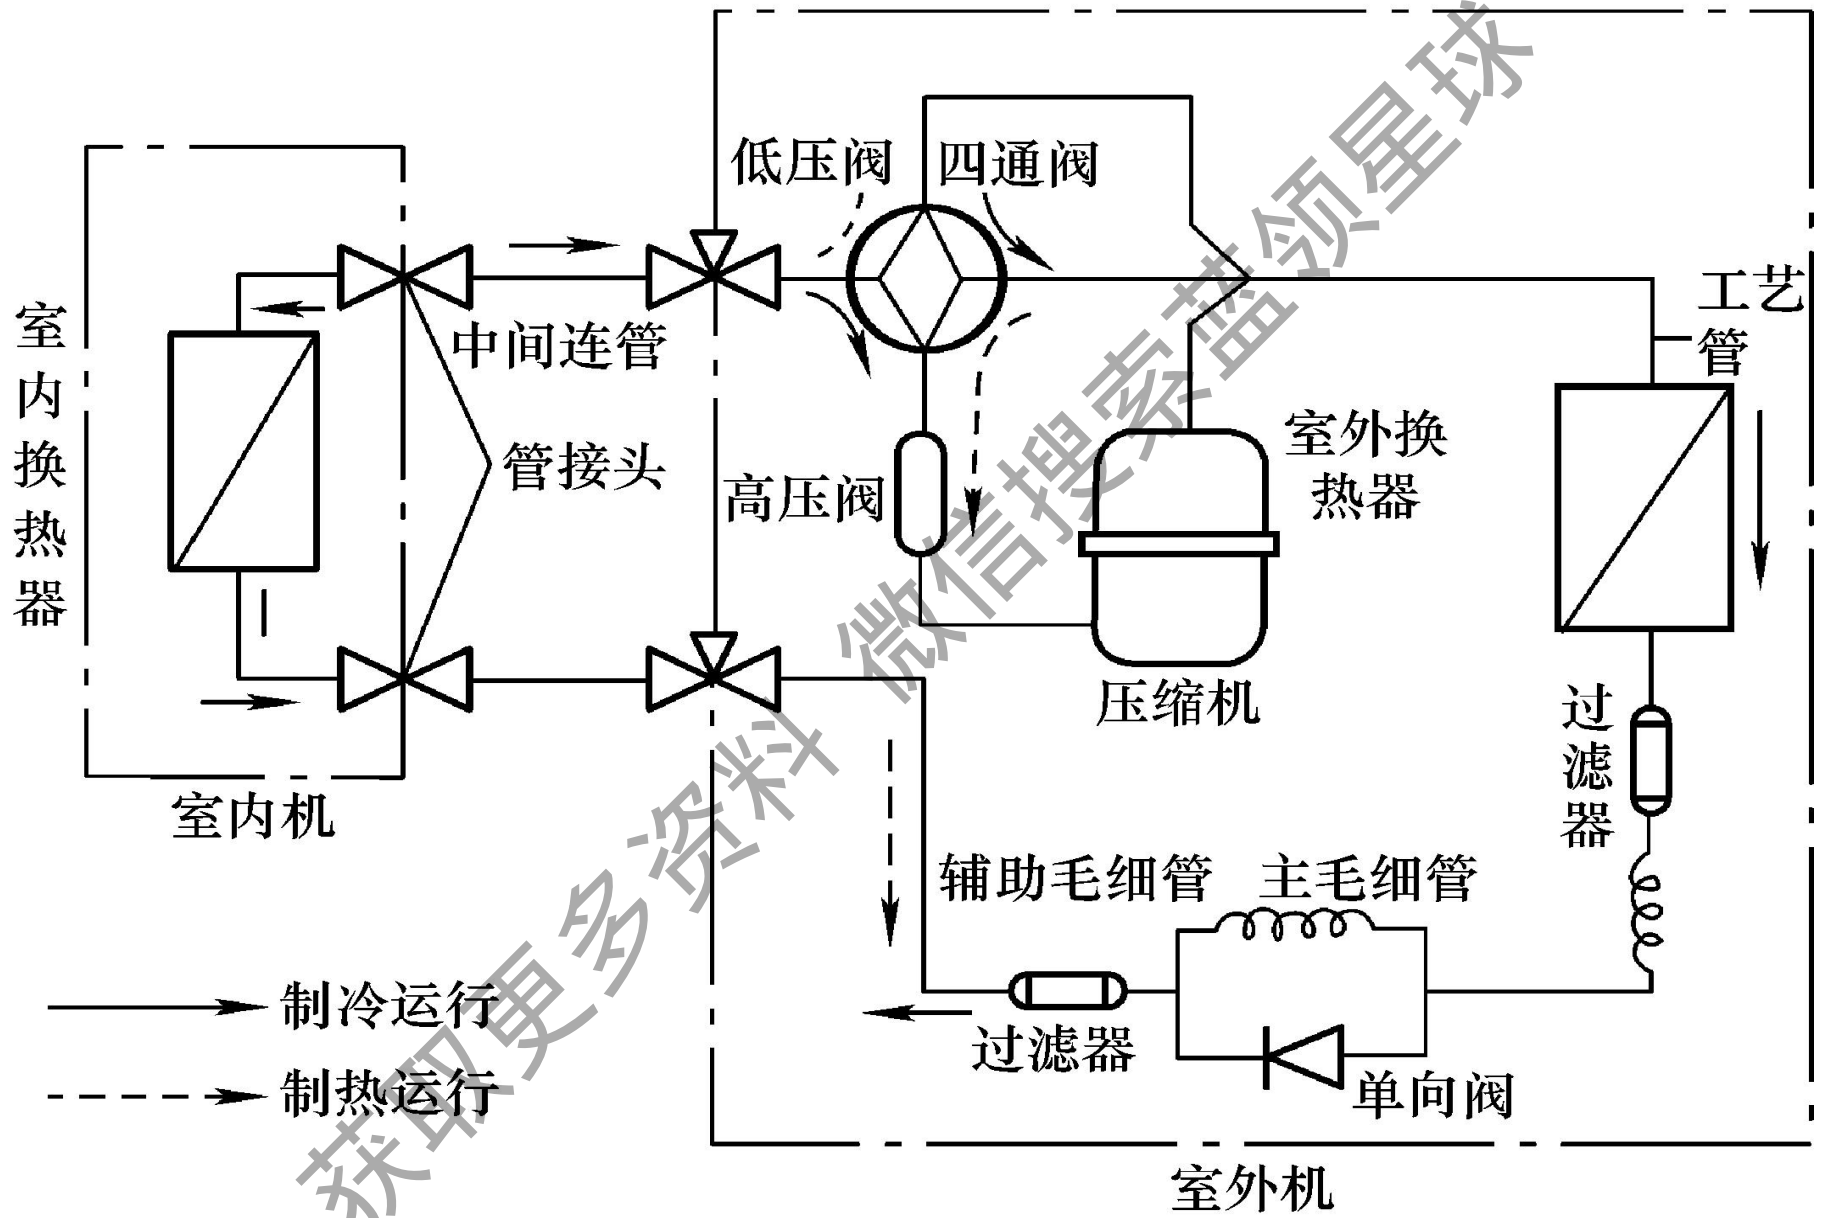 低压阀
四通阀
工艺
管
室内换热器
中间连管
管接头
高压阀
室外换
热器
压缩机
过滤器
室内机
辅助毛细管
主毛细管
制冷运行
过滤器
制热运行
单向阀
室外机
获取更多资料 微信搜索蓝领星球